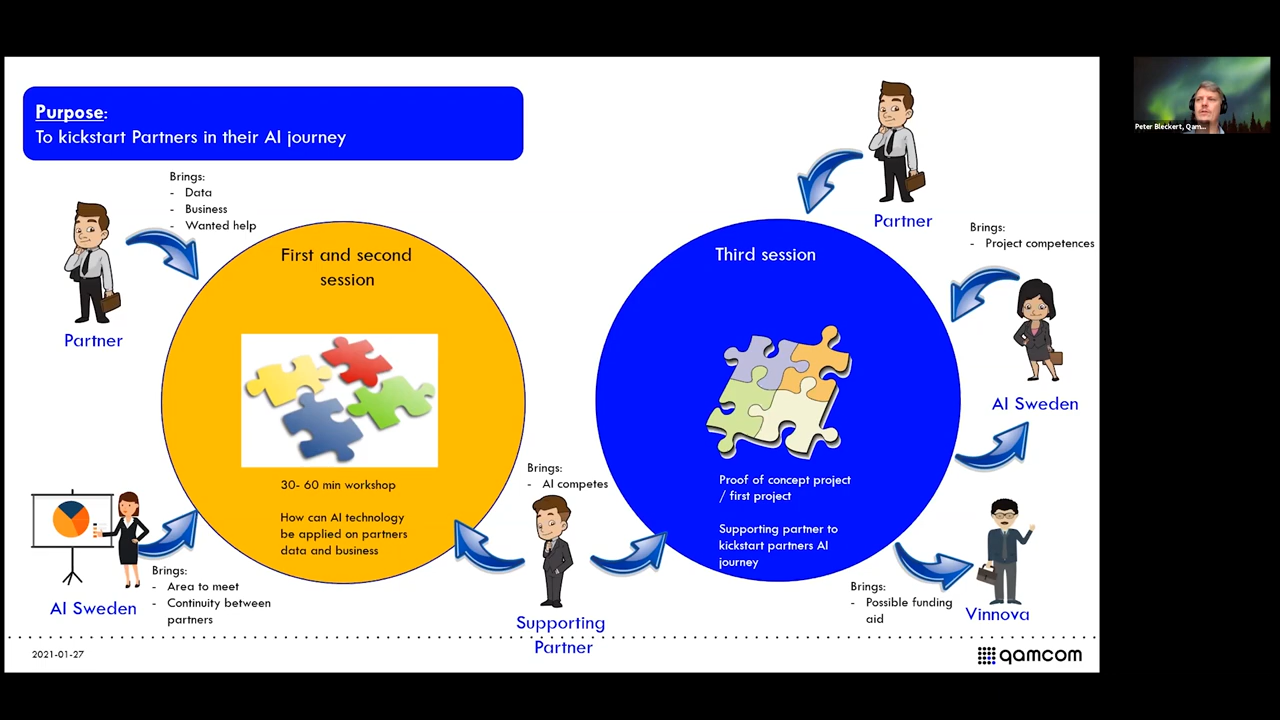 Purpose:
To kickstart Partners in their AI journey
Brings:
- Data
- Business
- Wanted help
Partner
First and second
session
30- 60 min workshop
How can AI technology
be applied on partners
data and business
AI Sweden
Brings:
- Area to meet
- Continuity between
partners
Brings:
- AI competes
Supporting
Partner
Third session
Proof of concept project
/ first project
Supporting partner to
kickstart partners AI
journey
Partner
Brings:
- Project competences
AI Sweden
Brings:
- Possible funding
aid
Vinnova
2021-01-27
qamcom
Peter Bleckert, Qam...